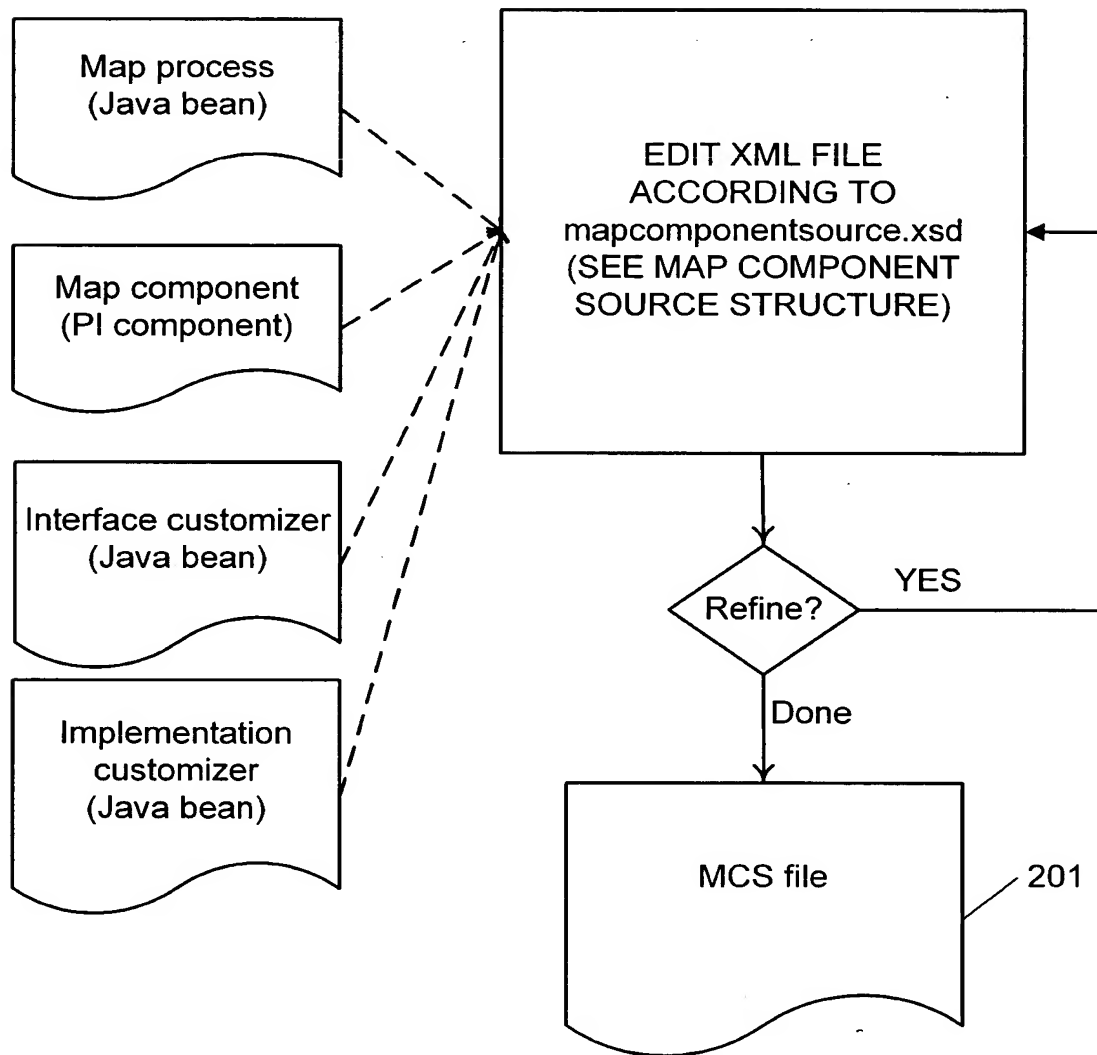 Map process
(Java bean)
Map component
(PI component)
Interface customizer
(Java bean)
Implementation
customizer
(Java bean)
EDIT XML FILE
ACCORDING TO
mapcomponentsource.xsd
(SEE MAP COMPONENT
SOURCE STRUCTURE)
Refine?
YES
Done
MCS file
201